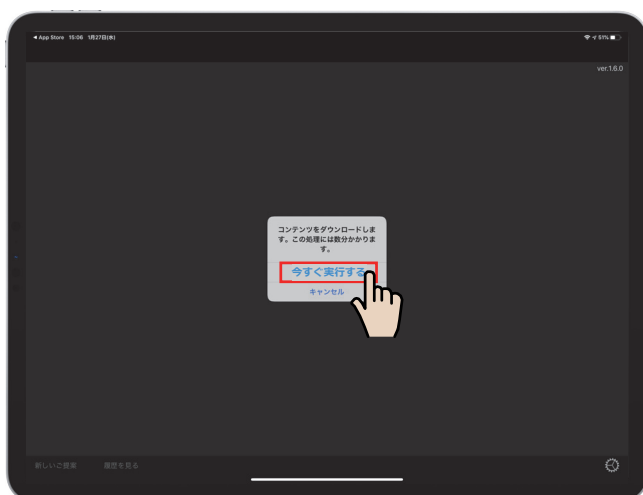 ◀ App Store 15:06 1月27日(水)
51%
ver.1.6.0
コンテンツをダウンロードしま
す。この処理には数分かかりま
す。
今すぐ実行する
キャンセル
新しいご提案 履歴を見る